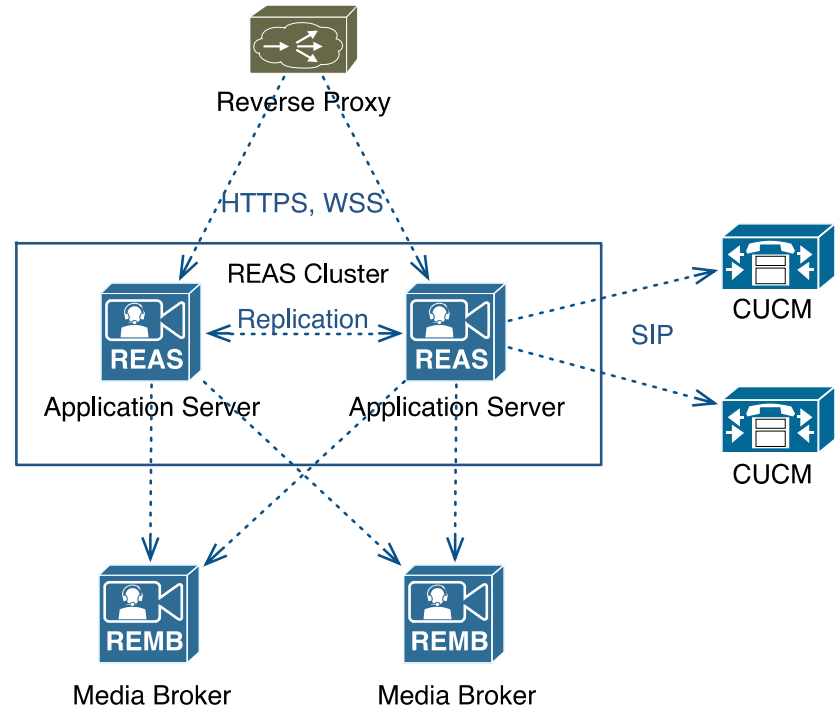 Reverse Proxy
HTTPS, WSS
REAS Cluster
REAS
Replication
REAS
Application Server
Application Server
CUCM
SIP
CUCM
REMB
REMB
Media Broker
Media Broker